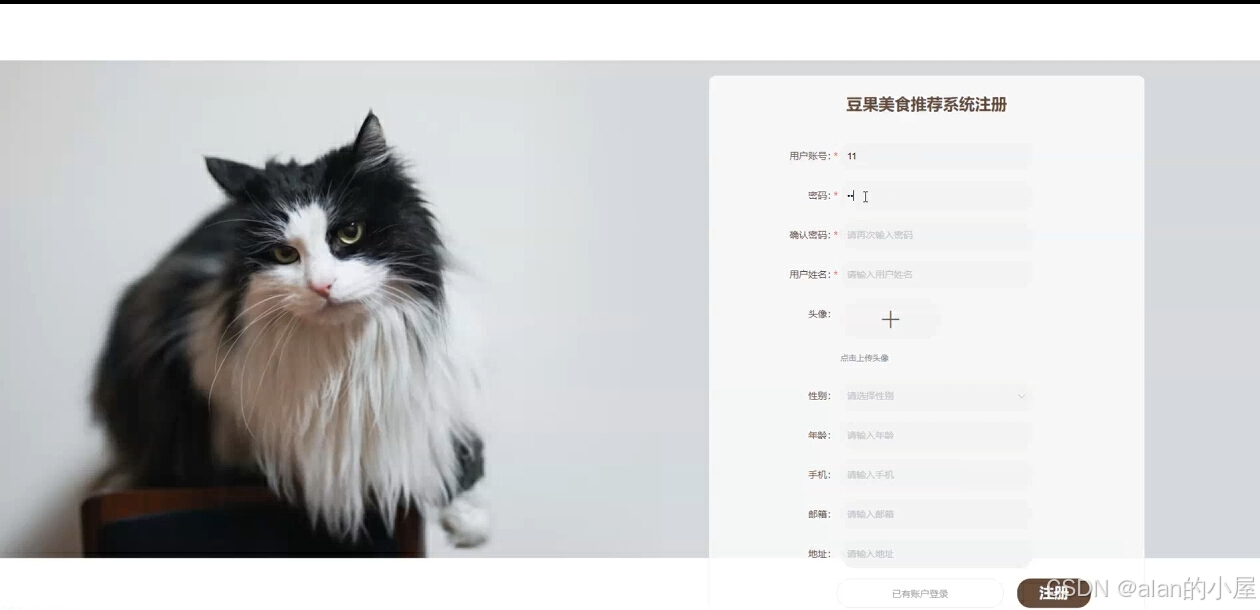 豆果美食推荐系统注册
用户账号：* 11
密码：* ••
确认密码：* 请再次输入密码
用户姓名：* 请输入用户姓名
头像：
点击上传头像
性别： 请选择性别
年龄： 请输入年龄
手机： 请输入手机
邮箱： 请输入邮箱
地址： 请输入地址
已有账户登录
注册
CSDN @alan的小屋